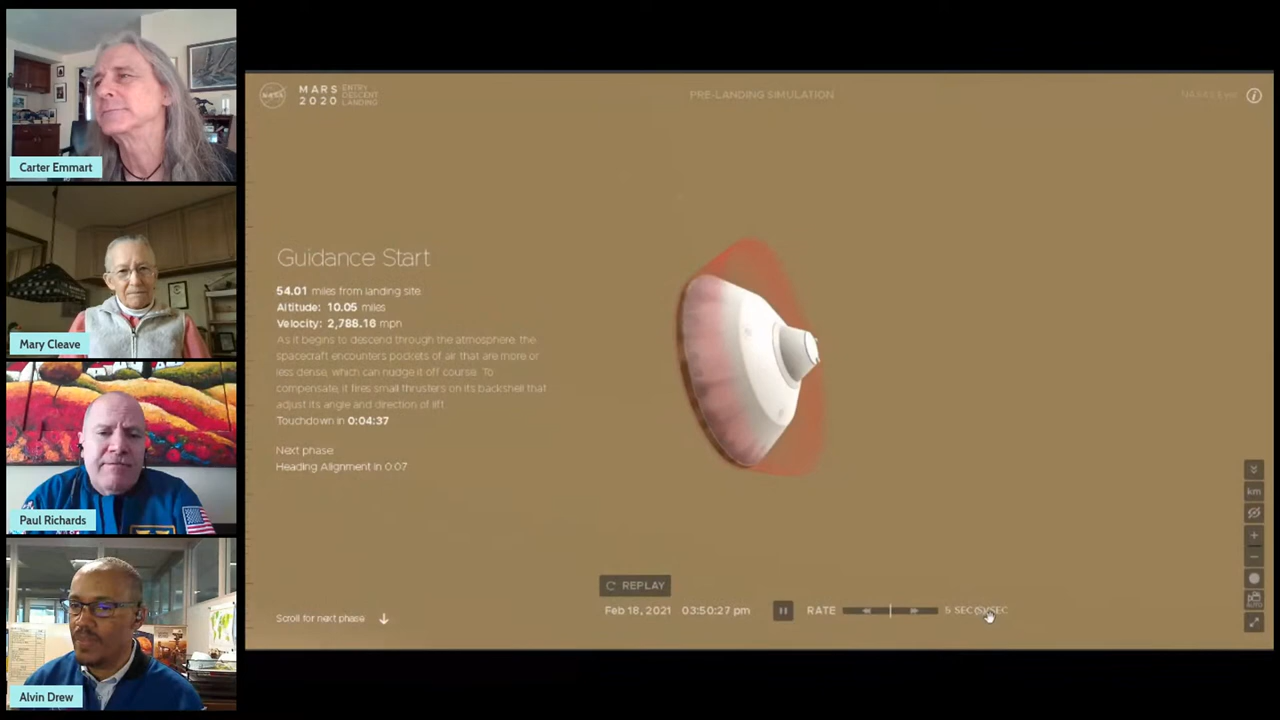 Carter Emmart
Mary Cleave
Paul Richards
Alvin Drew
NASA
MARS
2020
ENTRY
DESCENT
LANDING
PRE-LANDING SIMULATION
Guidance Start
54.01 miles from landing site.
Altitude: 10.05 miles
Velocity: 2,788.16 mph
As it begins to descend through the atmosphere, the
spacecraft encounters pockets of air that are more or
less dense, which can nudge it off course. To
compensate, it fires small thrusters on its backshell that
adjust its angle and direction of lift.
Touchdown in 0:04:37
Next phase:
Heading Alignment in 0:07
Scroll for next phase
REPLAY
Feb 18, 2021 03:50:27 pm
RATE
5 SEC(S)/SEC
km
AUTO